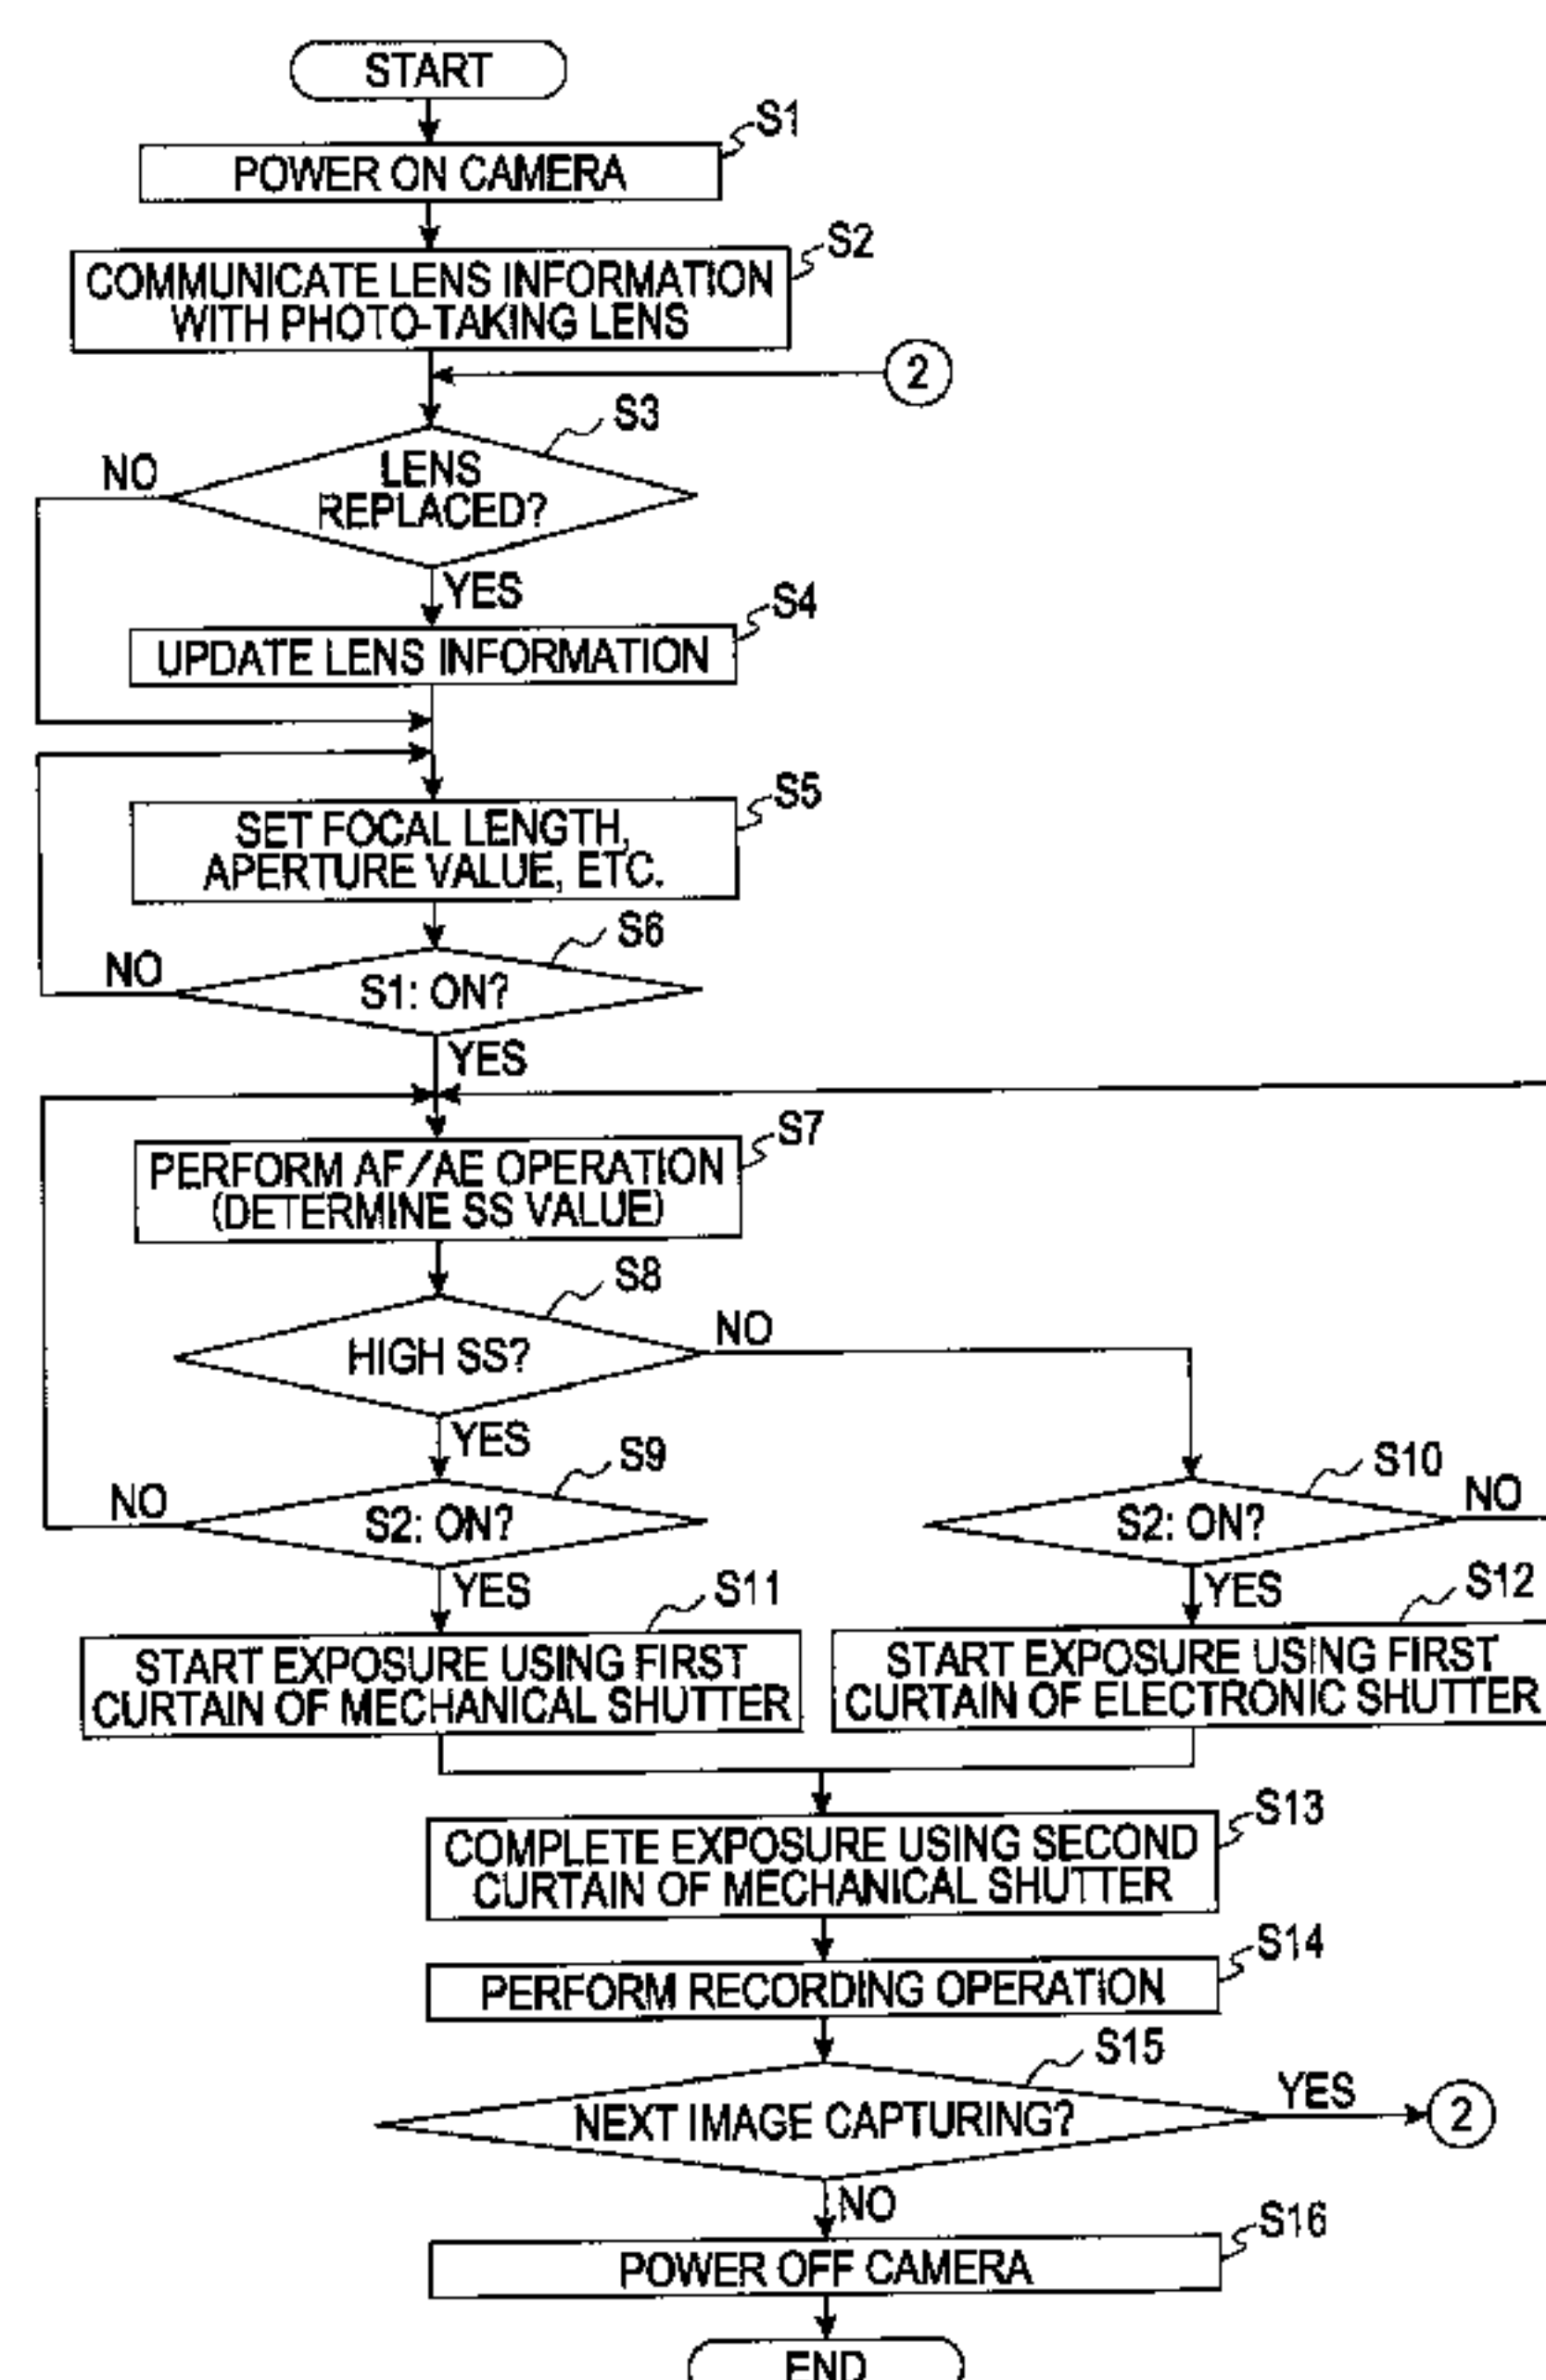 START
S1
POWER ON CAMERA
S2
COMMUNICATE LENS INFORMATION
WITH PHOTO-TAKING LENS
2
S3
NO
LENS
REPLACED?
YES
S4
UPDATE LENS INFORMATION
S5
SET FOCAL LENGTH,
APERTURE VALUE, ETC.
S6
NO
S1: ON?
YES
S7
PERFORM AF/AE OPERATION
(DETERMINE SS VALUE)
S8
NO
HIGH SS?
YES
S9
S10
NO
S2: ON?
S2: ON?
NO
YES
S11
YES
S12
START EXPOSURE USING FIRST
CURTAIN OF MECHANICAL SHUTTER
START EXPOSURE USING FIRST
CURTAIN OF ELECTRONIC SHUTTER
S13
COMPLETE EXPOSURE USING SECOND
CURTAIN OF MECHANICAL SHUTTER
S14
PERFORM RECORDING OPERATION
S15
NEXT IMAGE CAPTURING?
YES
2
NO
S16
POWER OFF CAMERA
END